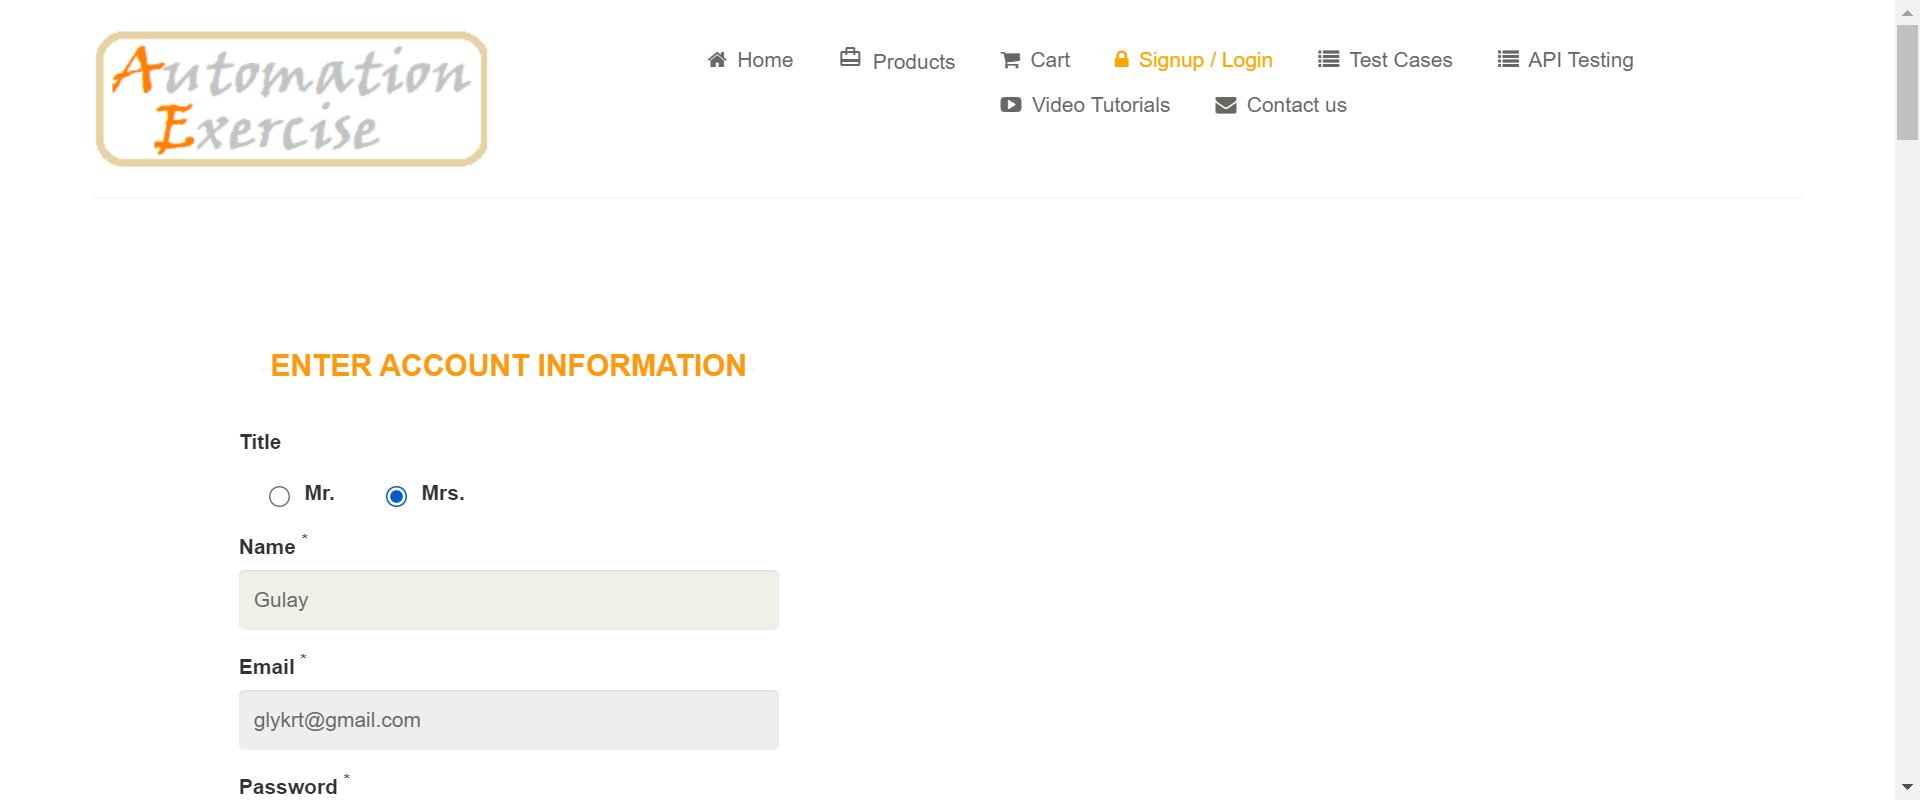 Automation
Exercise
Home
Products
Cart
Signup / Login
Test Cases
API Testing
Video Tutorials
Contact us
ENTER ACCOUNT INFORMATION
Title
Mr.
Mrs.
Name *
Gulay
Email *
glykrt@gmail.com
Password *